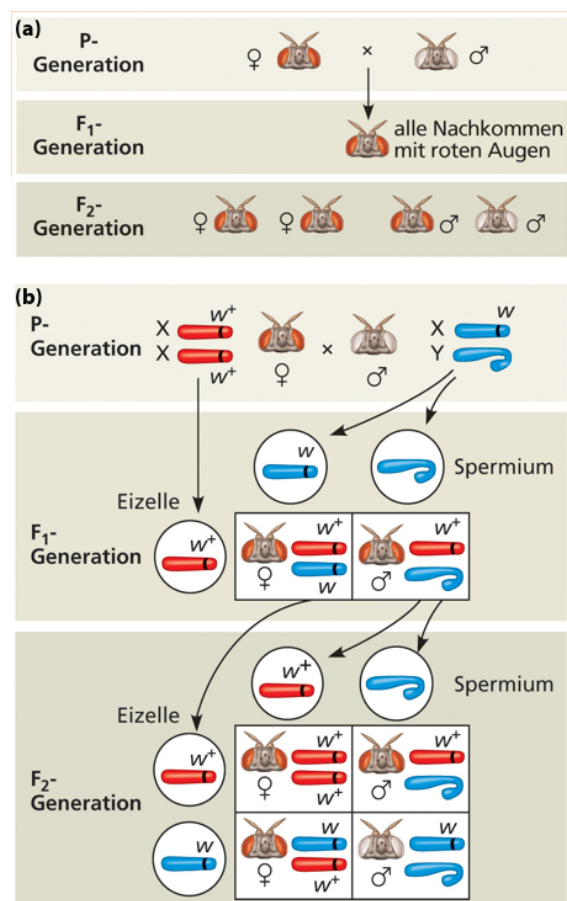 (a)
P-
Generation
♀ × ♂
F₁-
Generation
alle Nachkommen
mit roten Augen
F₂-
Generation
♀ ♀ ♂ ♂
(b)
P-
Generation
X w⁺
X w⁺
♀ × ♂
X w
Y
w
Spermium
Eizelle
F₁-
Generation
w⁺
w⁺ w⁺
♀ w ♂
w⁺
Spermium
Eizelle
F₂-
Generation
w⁺
w⁺ w⁺
♀ w⁺ ♂
w
w w
♀ w⁺ ♂